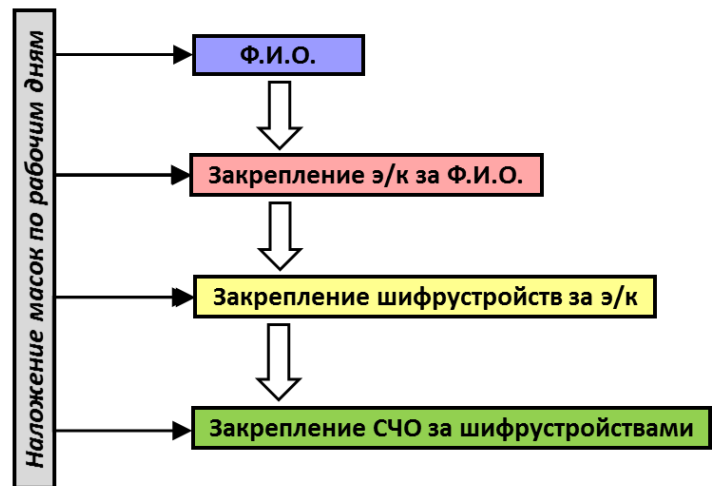 Наложение масок по рабочим дням
Ф.И.О.
Закрепление э/к за Ф.И.О.
Закрепление шифрустройств за э/к
Закрепление СЧО за шифрустройствами